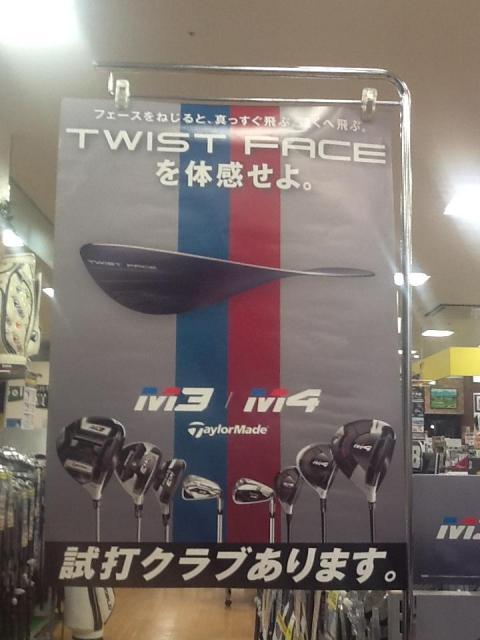 フェースをねじると、真っすぐ飛ぶ。遠くへ飛ぶ。
TWIST FACE
を体感せよ。
TWIST FACE
M3 / M4
TaylorMade
試打クラブあります。